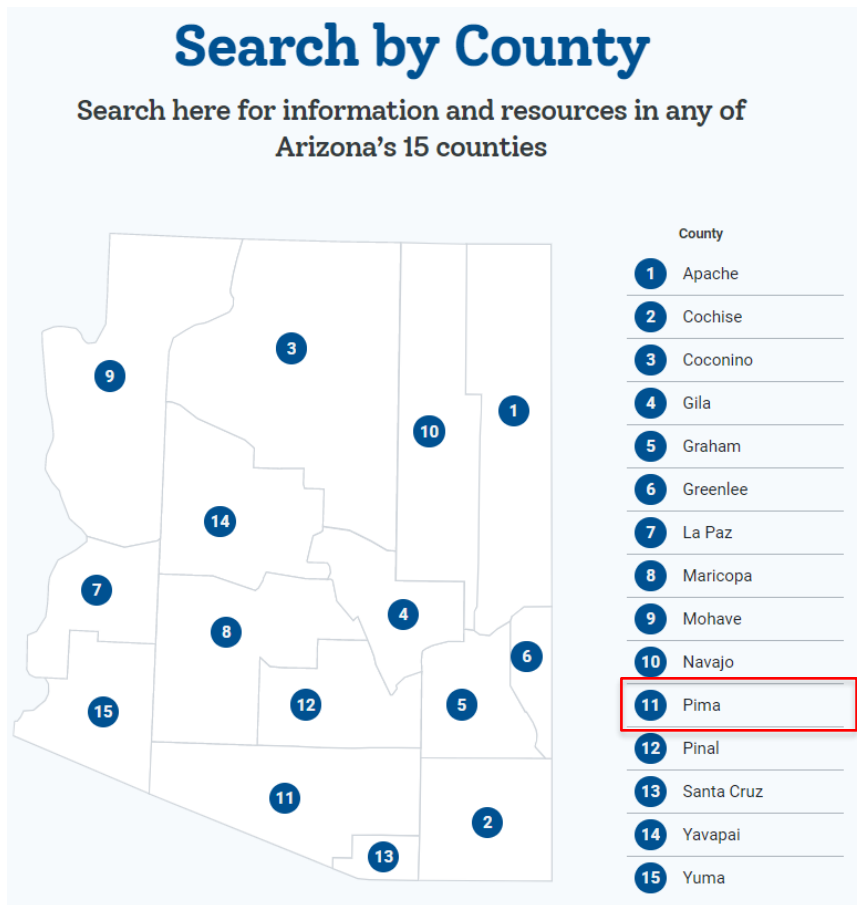 Search by County
Search here for information and resources in any of
Arizona’s 15 counties
County
1 Apache
2 Cochise
3 Coconino
4 Gila
5 Graham
6 Greenlee
7 La Paz
8 Maricopa
9 Mohave
10 Navajo
11 Pima
12 Pinal
13 Santa Cruz
14 Yavapai
15 Yuma
3
9
1
10
14
7
4
8
6
12
5
15
11
2
13